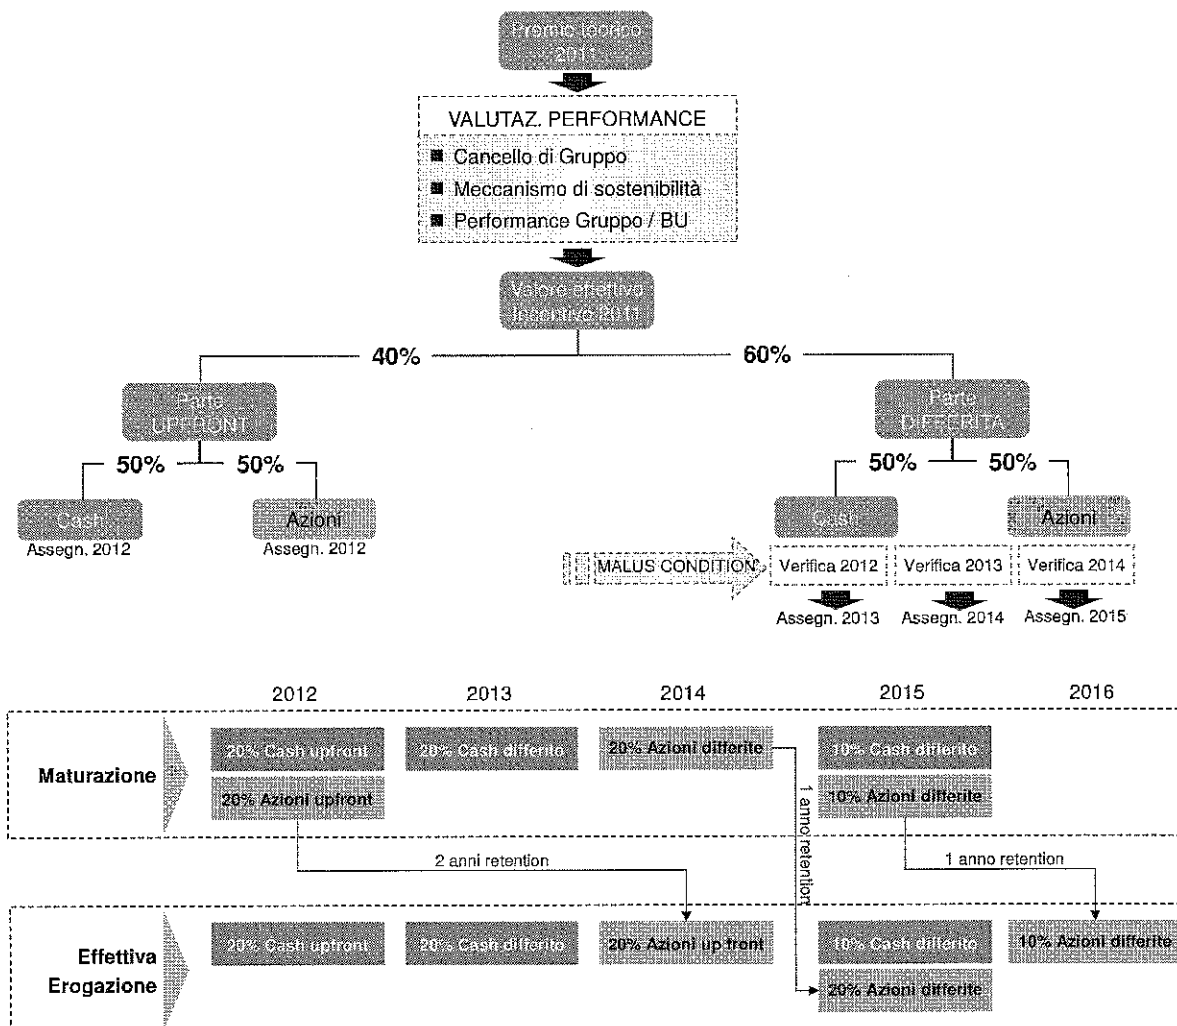 Premio teorico
2011
VALUTAZ. PERFORMANCE
Cancello di Gruppo
Meccanismo di sostenibilità
Performance Gruppo / BU
Valore effettivo
Incentivo 2011
40%
60%
Parte
UPFRONT
Parte
DIFFERITA
50%
50%
50%
50%
Cash
Azioni
Cash
Azioni
Assegn. 2012
Assegn. 2012
MALUS CONDITION
Verifica 2012
Verifica 2013
Verifica 2014
Assegn. 2013
Assegn. 2014
Assegn. 2015
2012
2013
2014
2015
2016
Maturazione
20% Cash upfront
20% Cash differito
20% Azioni differite
10% Cash differito
20% Azioni upfront
10% Azioni differite
1 anno retention
2 anni retention
1 anno retention
Effettiva
Erogazione
20% Cash upfront
20% Cash differito
20% Azioni up front
10% Cash differito
10% Azioni differite
20% Azioni differite